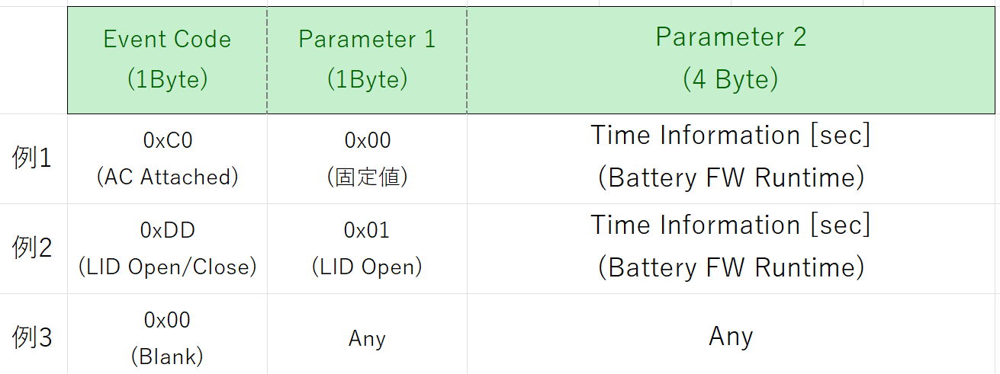 Event Code
(1Byte)
Parameter 1
(1Byte)
Parameter 2
(4 Byte)
例1
0xC0
(AC Attached)
0x00
(固定値)
Time Information [sec]
(Battery FW Runtime)
例2
0xDD
(LID Open/Close)
0x01
(LID Open)
Time Information [sec]
(Battery FW Runtime)
例3
0x00
(Blank)
Any
Any